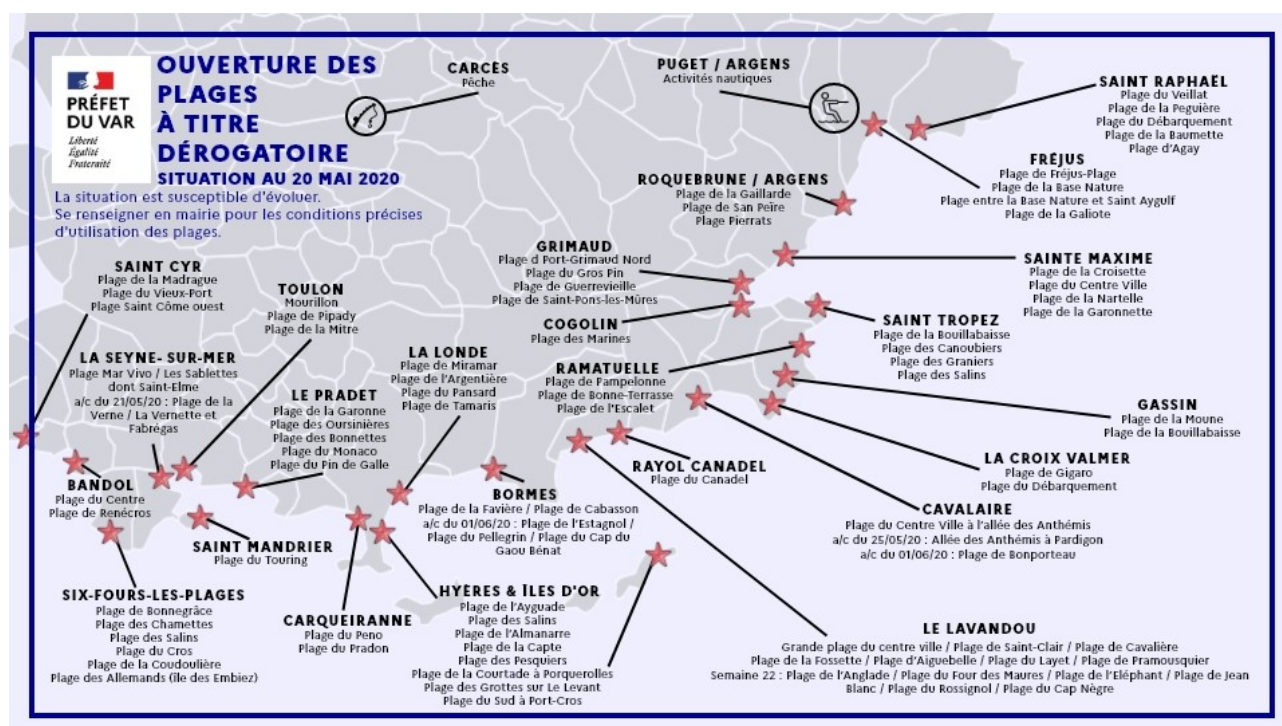 PRÉFET
DU VAR
Liberté
Égalité
Fraternité
OUVERTURE DES
PLAGES
À TITRE
DÉROGATOIRE
SITUATION AU 20 MAI 2020
La situation est susceptible d'évoluer.
Se renseigner en mairie pour les conditions précises
d'utilisation des plages.
CARCÈS
Pêche
PUGET / ARGENS
Activités nautiques
SAINT RAPHAËL
Plage du Veillat
Plage de la Peguière
Plage du Débarquement
Plage de la Baumette
Plage d'Agay
FRÉJUS
Plage de Fréjus-Plage
Plage de la Base Nature
Plage entre la Base Nature et Saint Aygulf
Plage de la Galiote
ROQUEBRUNE / ARGENS
Plage de la Gaillarde
Plage de San Peïre
Plage Pierrats
GRIMAUD
Plage d Port-Grimaud Nord
Plage du Gros Pin
Plage de Guerrevieille
Plage de Saint-Pons-les-Mûres
SAINTE MAXIME
Plage de la Croisette
Plage du Centre Ville
Plage de la Nartelle
Plage de la Garonnette
COGOLIN
Plage des Marines
SAINT TROPEZ
Plage de la Bouillabaisse
Plage des Canoubiers
Plage des Graniers
Plage des Salins
SAINT CYR
Plage de la Madrague
Plage du Vieux-Port
Plage Saint Côme ouest
TOULON
Mourillon
Plage de Pipady
Plage de la Mitre
LA SEYNE- SUR-MER
Plage Mar Vivo / Les Sablettes
dont Saint-Elme
a/c du 21/05/20 : Plage de la
Verne / La Vernette et
Fabrégas
LE PRADET
Plage de la Garonne
Plage des Oursinières
Plage des Bonnettes
Plage du Monaco
Plage du Pin de Galle
LA LONDE
Plage de Miramar
Plage de l'Argentière
Plage du Pansard
Plage de Tamaris
RAMATUELLE
Plage de Pampelonne
Plage de Bonne-Terrasse
Plage de l'Escalet
GASSIN
Plage de la Moune
Plage de la Bouillabaisse
LA CROIX VALMER
Plage de Gigaro
Plage du Débarquement
RAYOL CANADEL
Plage du Canadel
CAVALAIRE
Plage du Centre Ville à l'allée des Anthémis
a/c du 25/05/20 : Allée des Anthémis à Pardigon
a/c du 01/06/20 : Plage de Bonporteau
BANDOL
Plage du Centre
Plage de Renécros
BORMES
Plage de la Favière / Plage de Cabasson
a/c du 01/06/20 : Plage de l'Estagnol /
Plage du Pellegrin / Plage du Cap du
Gaou Bénat
SAINT MANDRIER
Plage du Touring
SIX-FOURS-LES-PLAGES
Plage de Bonnegrâce
Plage des Chamettes
Plage des Salins
Plage du Cros
Plage de la Coudoulière
Plage des Allemands (île des Embiez)
CARQUEIRANNE
Plage du Peno
Plage du Pradon
HYÈRES & ÎLES D'OR
Plage de l'Ayguade
Plage des Salins
Plage de l'Almanarre
Plage de la Capte
Plage des Pesquiers
Plage de la Courtade à Porquerolles
Plage des Grottes sur Le Levant
Plage du Sud à Port-Cros
LE LAVANDOU
Grande plage du centre ville / Plage de Saint-Clair / Plage de Cavalière
Plage de la Fossette / Plage d'Aiguebelle / Plage du Layet / Plage de Pramousquier
Semaine 22 : Plage de l'Anglade / Plage du Four des Maures / Plage de l'Eléphant / Plage de Jean
Blanc / Plage du Rossignol / Plage du Cap Nègre